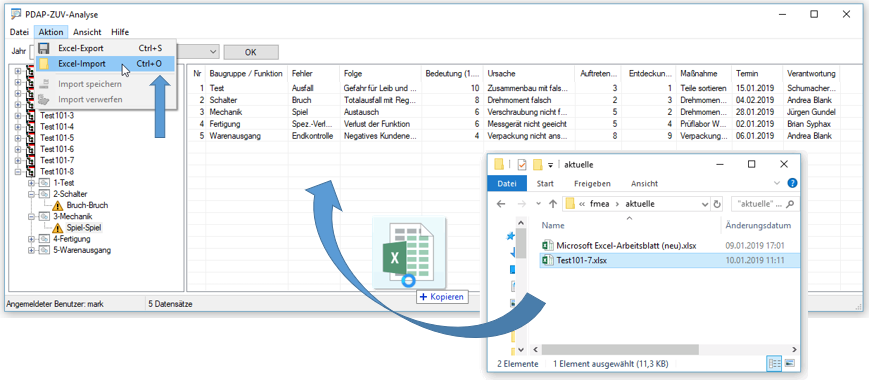 PDAP-ZUV-Analyse
Datei Aktion Ansicht Hilfe
Jahr OK
Excel-Export Ctrl+S
Excel-Import Ctrl+O
Import speichern
Import verwerfen
Test101-3
Test101-4
Test101-5
Test101-6
Test101-7
Test101-8
1-Test
2-Schalter
Bruch-Bruch
3-Mechanik
Spiel-Spiel
4-Fertigung
5-Warenausgang
Nr Baugruppe / Funktion Fehler Folge Bedeutung (1.... Ursache Auftreten... Entdeckun... Maßnahme Termin Verantwortung
1 Test Ausfall Gefahr für Leib und ... 10 Zusammenbau mit fals... 3 1 Teile sortieren 15.01.2019 Schumacher...
2 Schalter Bruch Totalausfall mit Reg... 8 Drehmoment falsch 2 3 Drehmomen... 04.02.2019 Andrea Blank
3 Mechanik Spiel Austausch 6 Verschraubung nicht f... 5 2 Drehmomen... 28.01.2019 Jürgen Gundel
4 Fertigung Spez.-Verl... Verlust der Funktion 6 Messgerät nicht geeicht 5 4 Prüflabor W... 02.01.2019 Brian Syphax
5 Warenausgang Endkontrolle Negatives Kundene... 4 Verpackung nicht ans... 8 9 Verpackung... 06.01.2019 Andrea Blank
Kopieren
Angemeldeter Benutzer: mark 5 Datensätze
aktuelle
Datei Start Freigeben Ansicht
fmea aktuelle "aktuelle" ...
Name Änderungsdatum
Microsoft Excel-Arbeitsblatt (neu).xlsx 09.01.2019 17:01
Test101-7.xlsx 10.01.2019 11:11
2 Elemente 1 Element ausgewählt (11,3 KB)